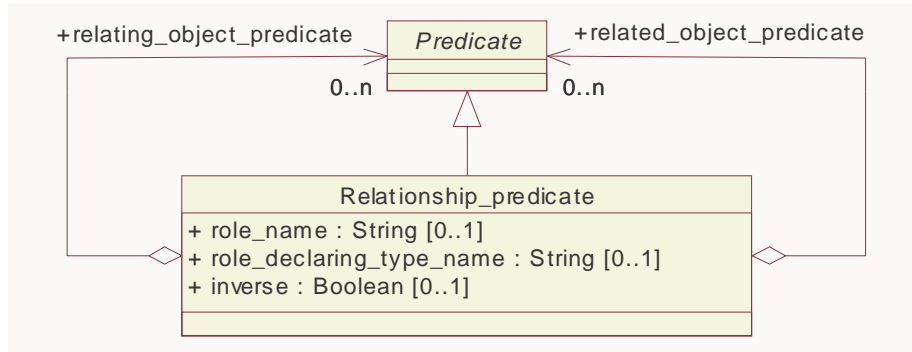 +relating_object_predicate
Predicate
+related_object_predicate
0..n
0..n
Relationship_predicate
+ role_name : String [0..1]
+ role_declaring_type_name : String [0..1]
+ inverse : Boolean [0..1]